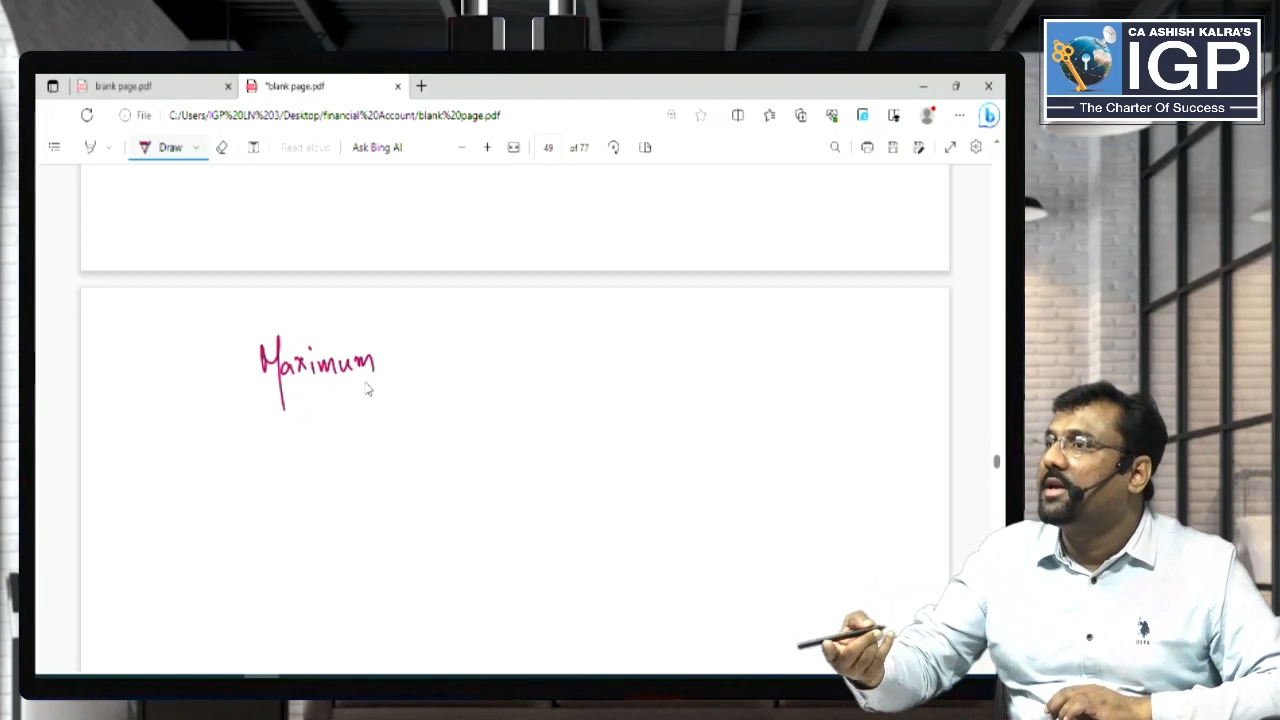 CA ASHISH KALRA'S
IGP
The Charter Of Success
blank page.pdf
*blank page.pdf
File
C:/Users/IGP%20LN%203/Desktop/financial%20Account/blank%20page.pdf
Draw
Read aloud
Ask Bing AI
49 of 77
Maximum
USPA